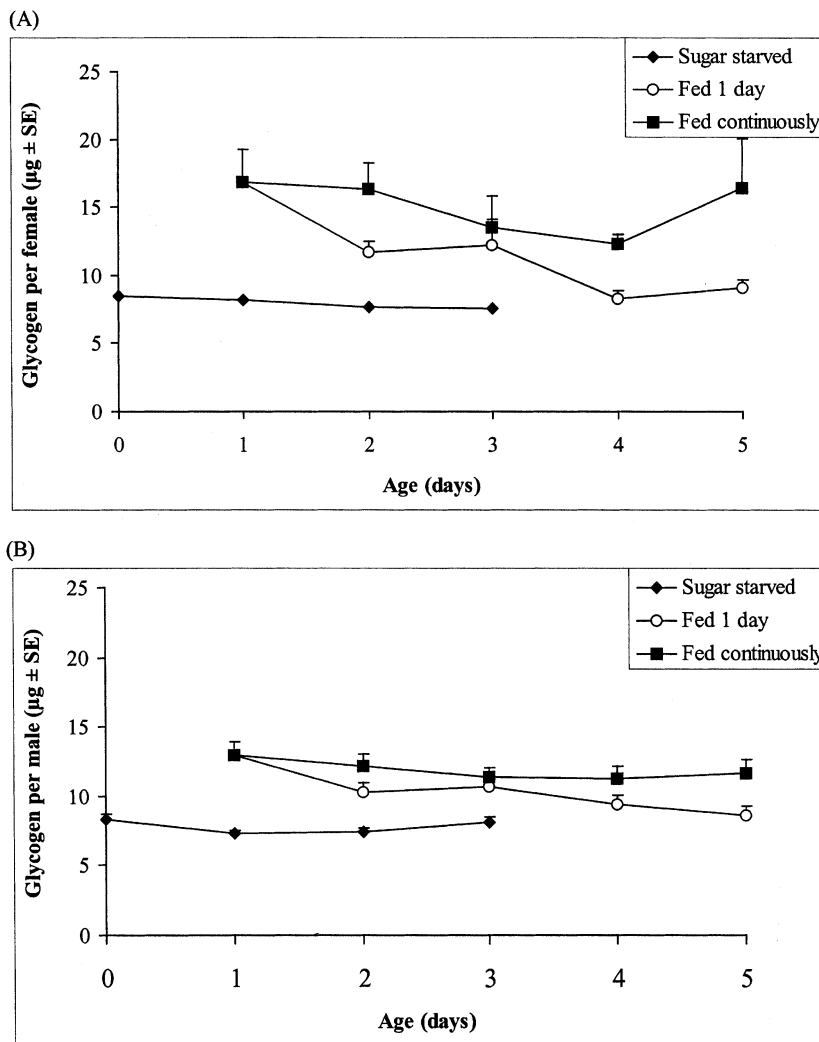 (A)
Sugar starved
Fed 1 day
Fed continuously
Glycogen per female (µg ± SE)
25
20
15
10
5
0
0 1 2 3 4 5
Age (days)
(B)
Sugar starved
Fed 1 day
Fed continuously
Glycogen per male (µg ± SE)
25
20
15
10
5
0
0 1 2 3 4 5
Age (days)